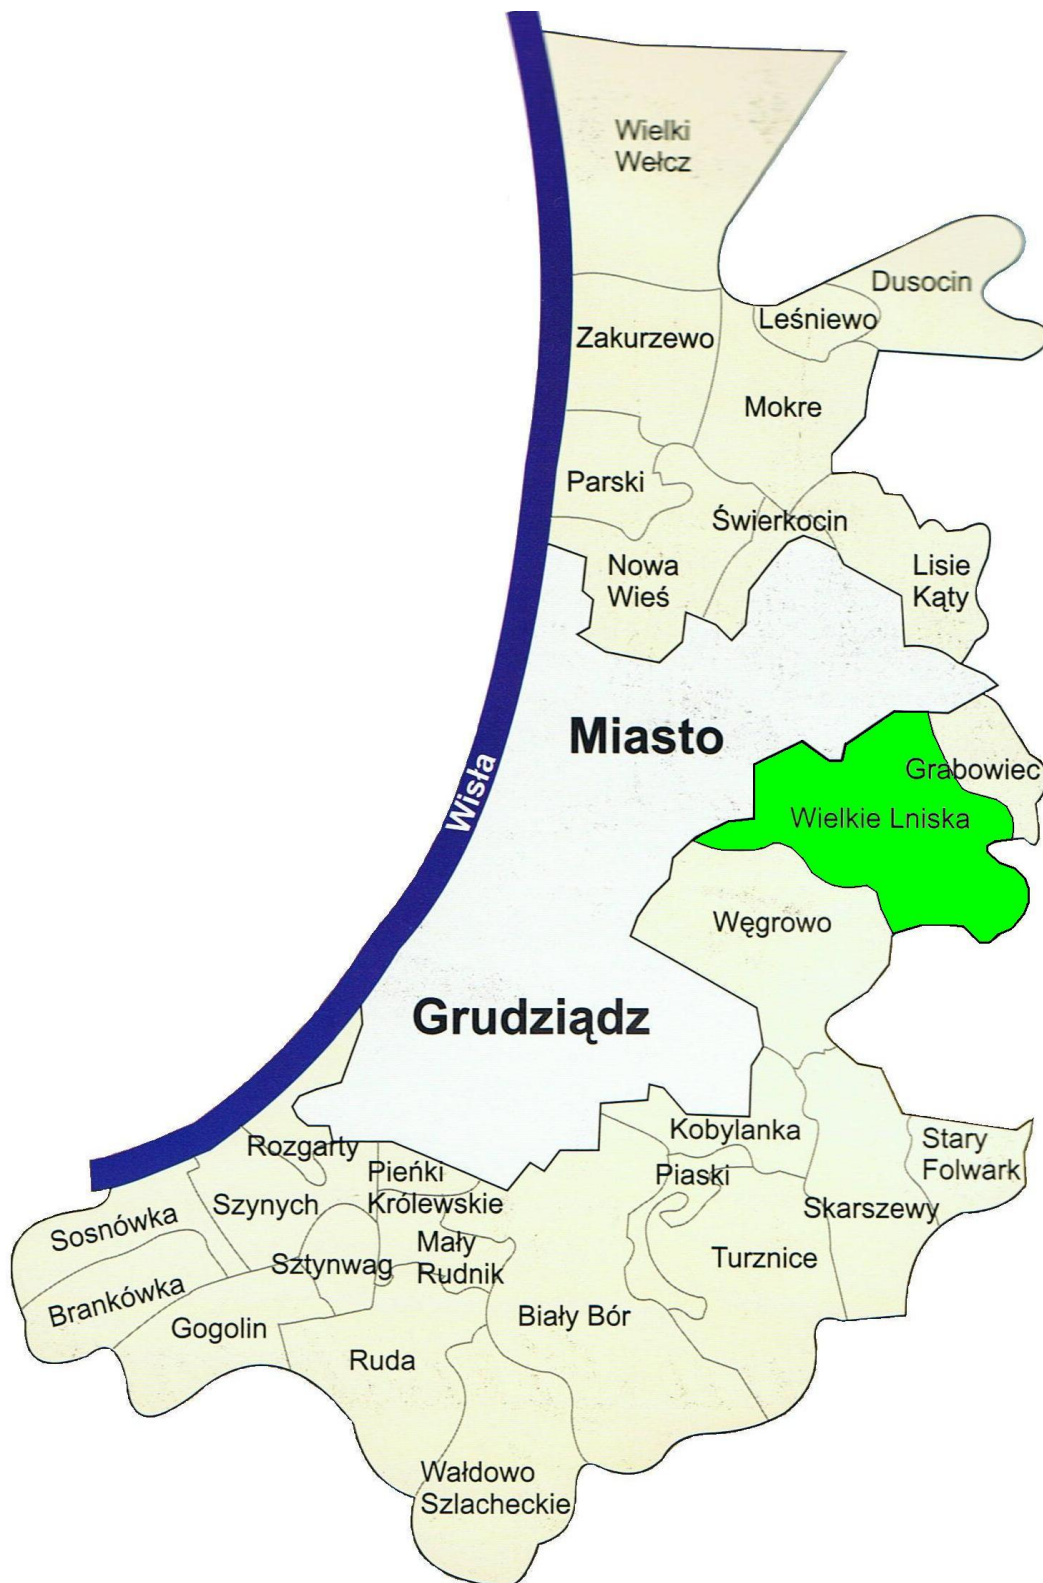 Wielki
Wełcz
Dusocin
Leśniewo
Zakurzewo
Mokre
Parski
Świerkocin
Nowa
Wieś
Lisie
Kąty
Miasto
Grabowiec
Wisła
Wielkie Lniska
Węgrowo
Grudziądz
Kobylanka
Rozgarty
Stary
Folwark
Pieńki
Królewskie
Piaski
Szynych
Skarszewy
Sosnówka
Mały
Rudnik
Sztynwag
Turznice
Brankówka
Biały Bór
Gogolin
Ruda
Wałdowo
Szlacheckie